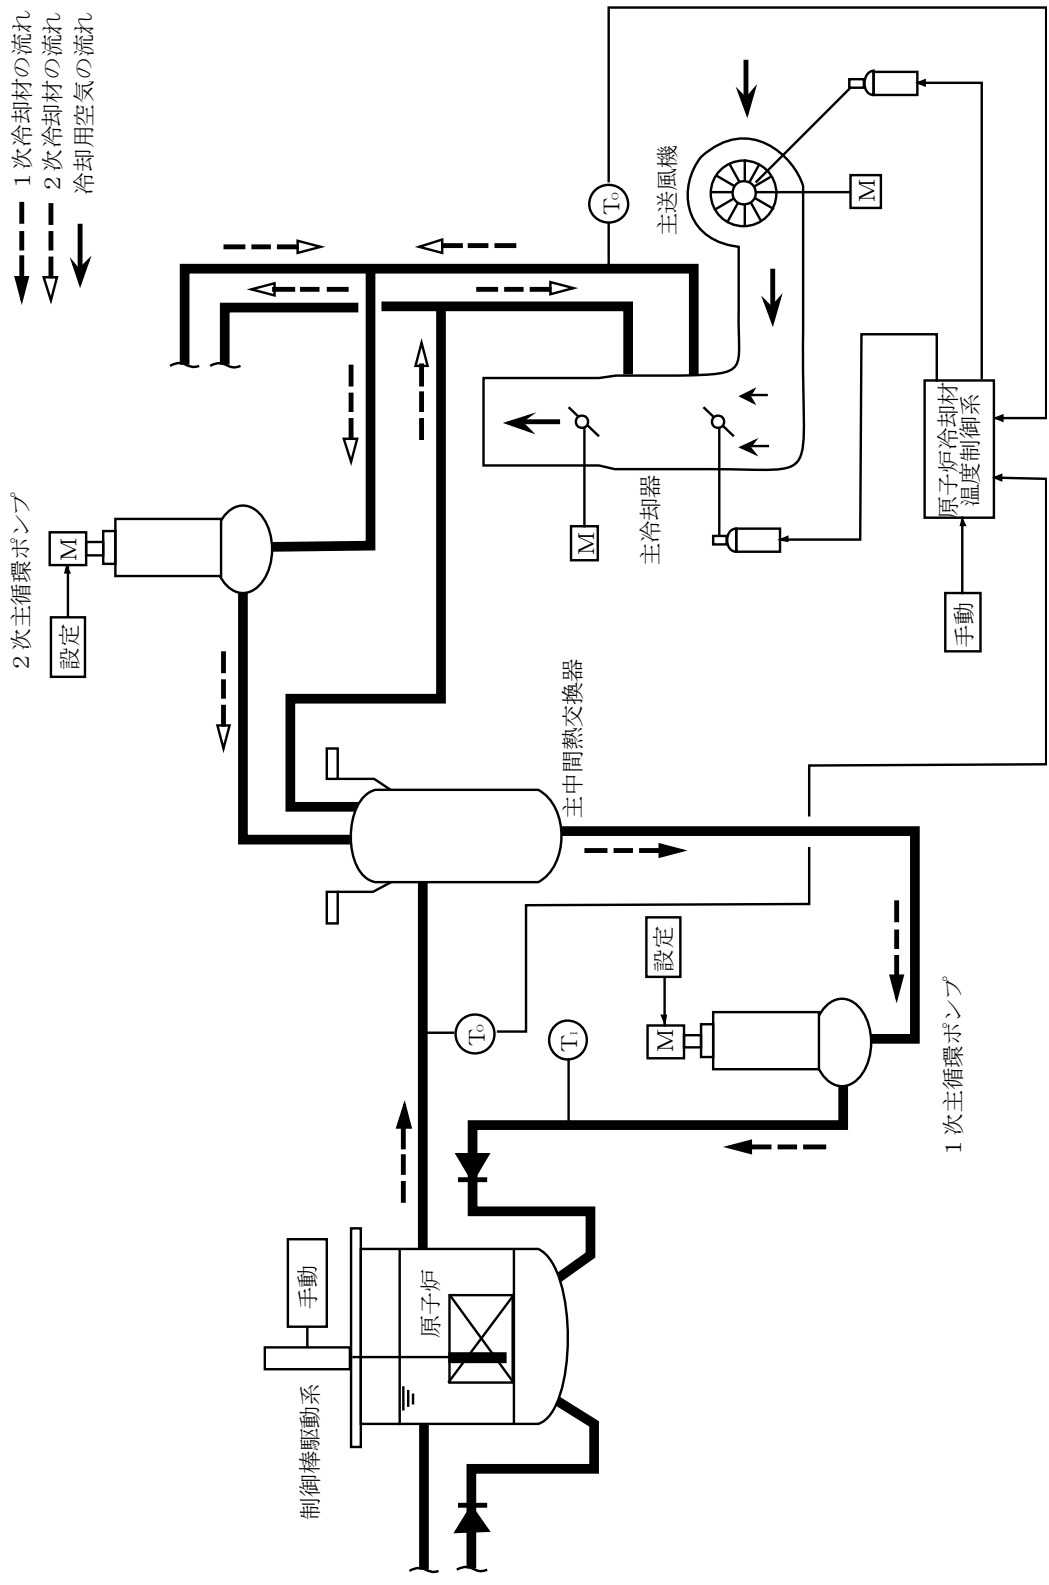 1次冷却材の流れ
2次冷却材の流れ
冷却用空気の流れ
制御棒駆動系
手動
原子炉
T₀
T₁
設定
M
1次主循環ポンプ
主中間熱交換器
設定
M
2次主循環ポンプ
M
主冷却器
手動
原子炉冷却材
温度制御系
T₀
主送風機
M